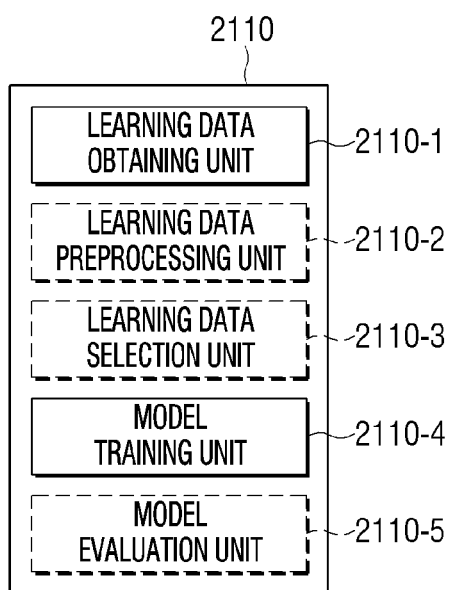 2110
LEARNING DATA
OBTAINING UNIT
2110-1
LEARNING DATA
PREPROCESSING UNIT
2110-2
LEARNING DATA
SELECTION UNIT
2110-3
MODEL
TRAINING UNIT
2110-4
MODEL
EVALUATION UNIT
2110-5